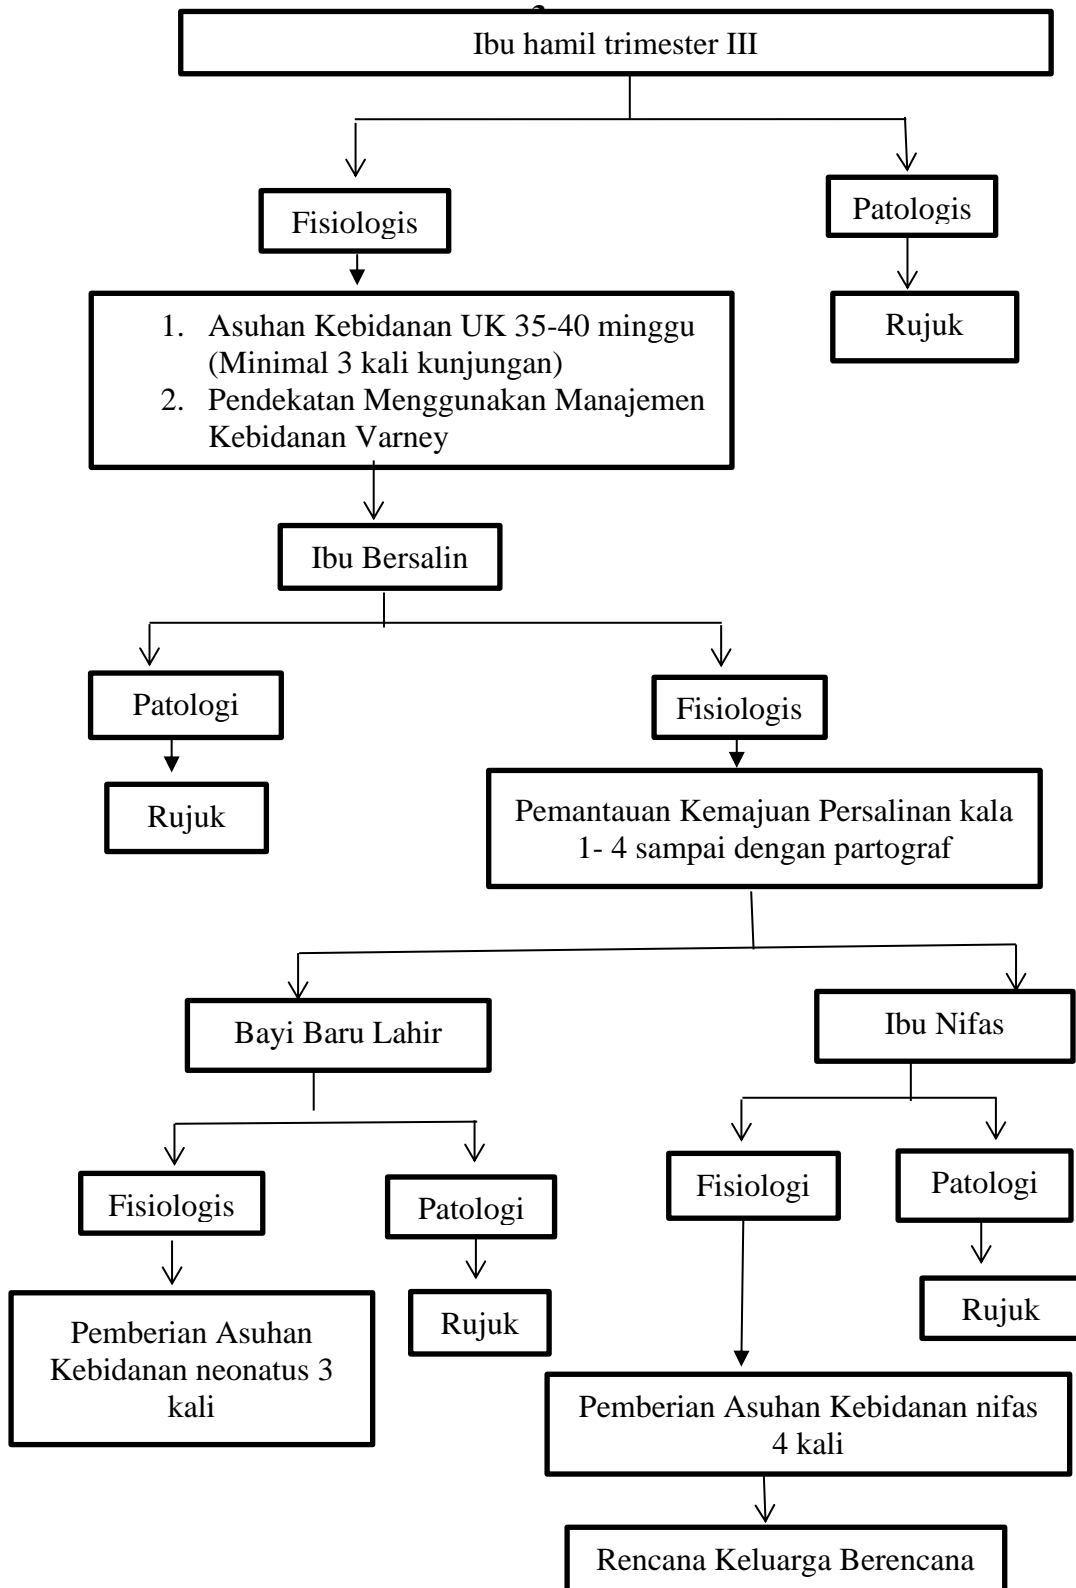 Ibu hamil trimester III
Fisiologis
Patologis
1. Asuhan Kebidanan UK 35-40 minggu
(Minimal 3 kali kunjungan)
2. Pendekatan Menggunakan Manajemen
Kebidanan Varney
Rujuk
Ibu Bersalin
Patologi
Fisiologis
Rujuk
Pemantauan Kemajuan Persalinan kala
1- 4 sampai dengan partograf
Bayi Baru Lahir
Ibu Nifas
Fisiologis
Patologi
Fisiologi
Patologi
Pemberian Asuhan
Kebidanan neonatus 3
kali
Rujuk
Rujuk
Pemberian Asuhan Kebidanan nifas
4 kali
Rencana Keluarga Berencana